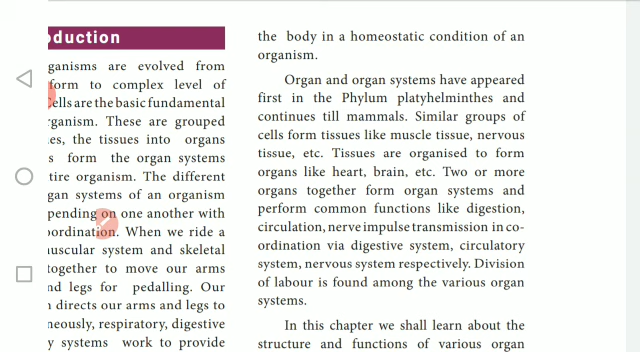 duction
ganisms are evolved from
form to complex level of
ells are the basic fundamental
ganism. These are grouped
es, the tissues into organs
s form the organ systems
tire organism. The different
gan systems of an organism
pending on one another with
ordination. When we ride a
uscular system and skeletal
together to move our arms
nd legs for pedalling. Our
directs our arms and legs to
neously, respiratory, digestive
y systems work to provide
the body in a homeostatic condition of an
organism.
Organ and organ systems have appeared
first in the Phylum platyhelminthes and
continues till mammals. Similar groups of
cells form tissues like muscle tissue, nervous
tissue, etc. Tissues are organised to form
organs like heart, brain, etc. Two or more
organs together form organ systems and
perform common functions like digestion,
circulation, nerve impulse transmission in co-
ordination via digestive system, circulatory
system, nervous system respectively. Division
of labour is found among the various organ
systems.
In this chapter we shall learn about the
structure and functions of various organ